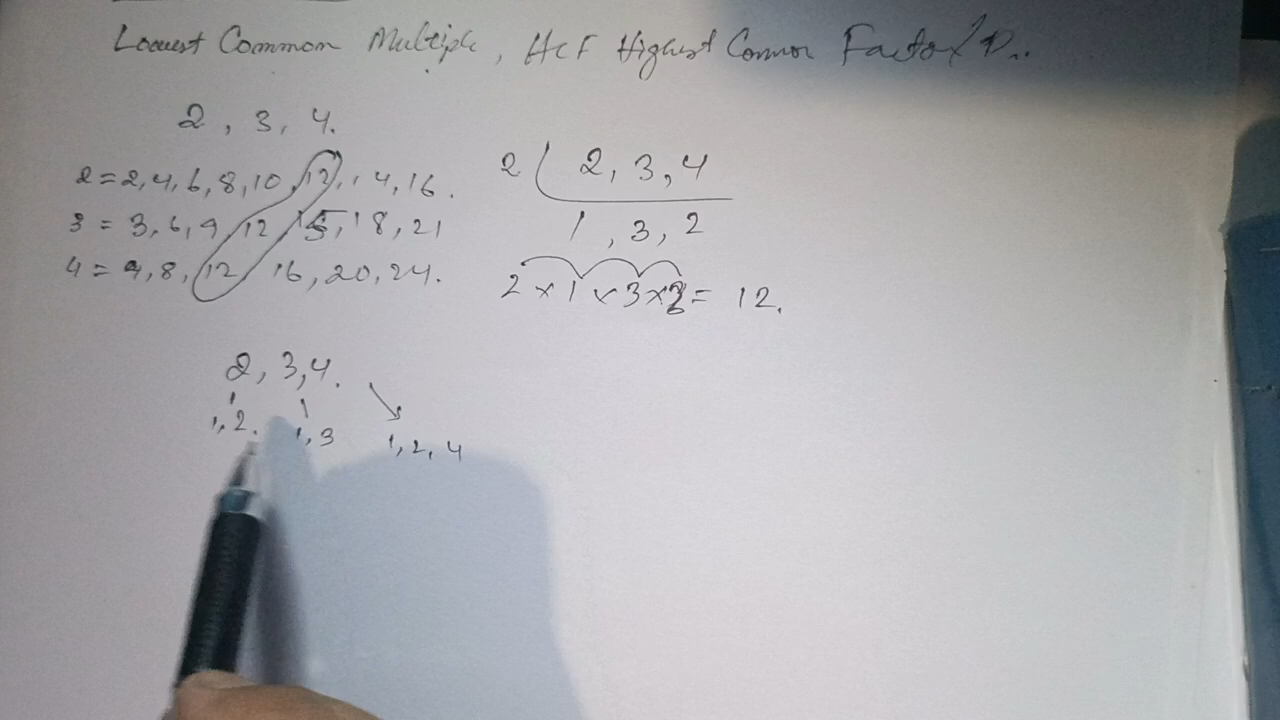 Lowest Common Multiple, HCF Highest Common Factor/D..
2, 3, 4.
2 = 2, 4, 6, 8, 10, 12, 14, 16.
3 = 3, 6, 9, 12, 15, 18, 21
4 = 4, 8, 12, 16, 20, 24.
2 ( 2, 3, 4
1, 3, 2
2 × 1 × 3 × 2 = 12.
2, 3, 4.
1, 2. 1, 3 1, 2, 4